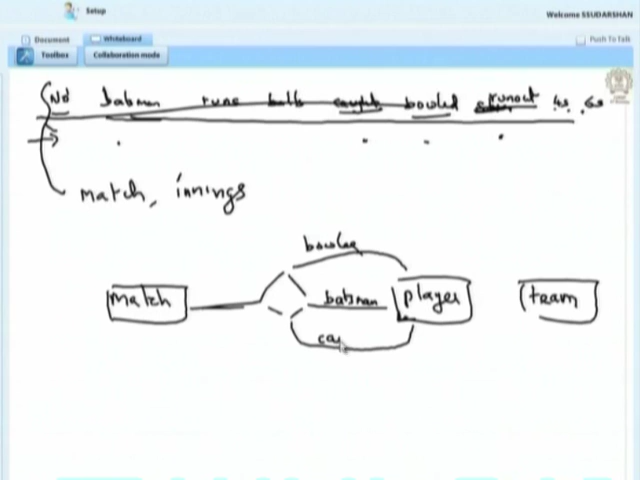 Setup
Welcome SSUDARSHAN
Document Whiteboard
Push To Talk
Toolbox Collaboration mode
No batsman runs balls caught bowled runout 4s, 6s
match, innings
bowler
match batsman player team
ca